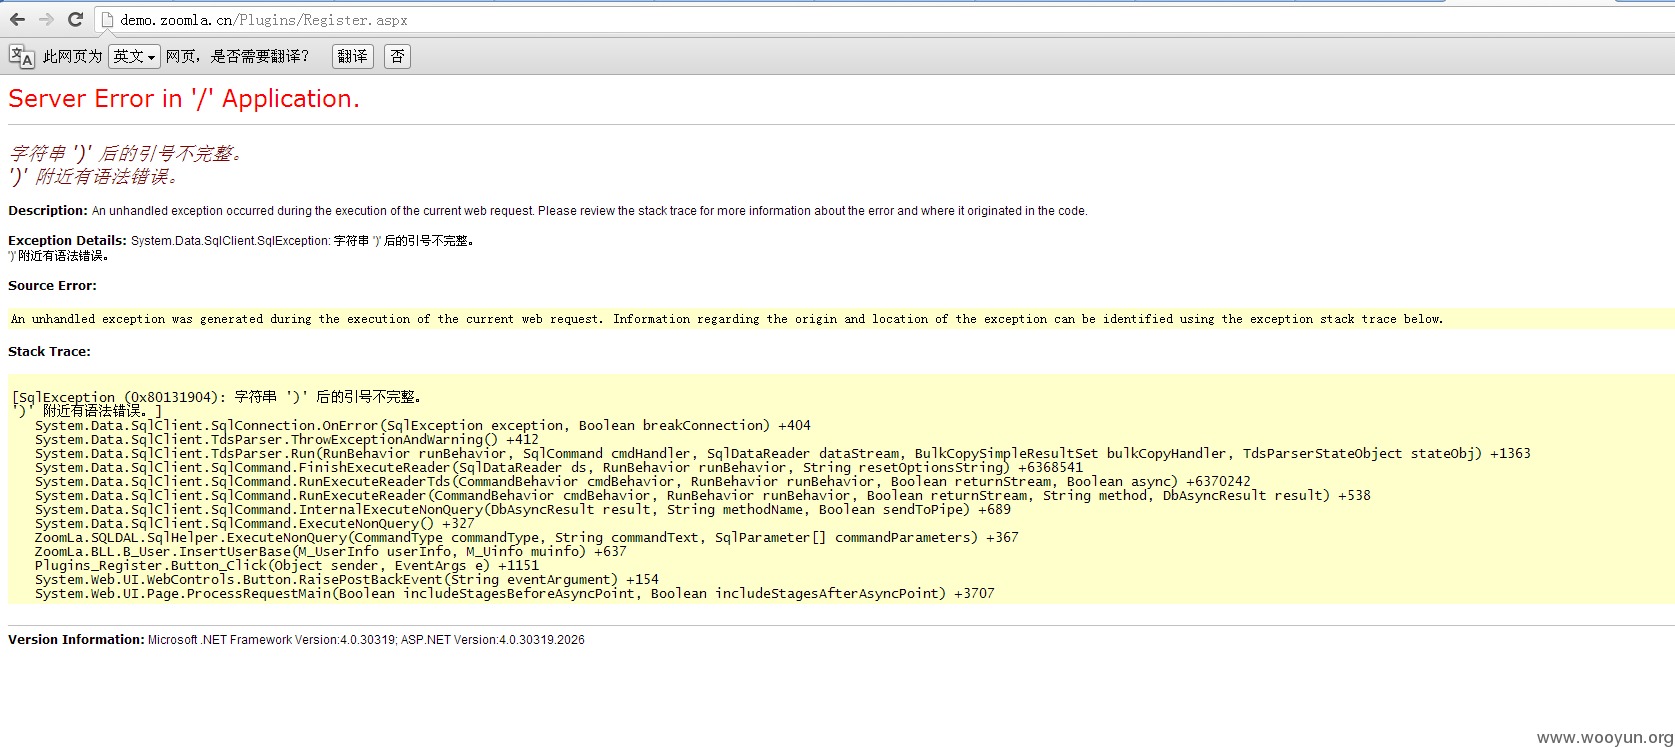 demo.zoomla.cn/Plugins/Register.aspx
此网页为 英文 网页，是否需要翻译？ 翻译 否
Server Error in '/' Application.
字符串 ')' 后的引号不完整。
')' 附近有语法错误。
Description: An unhandled exception occurred during the execution of the current web request. Please review the stack trace for more information about the error and where it originated in the code.
Exception Details: System.Data.SqlClient.SqlException: 字符串 ')' 后的引号不完整。
')' 附近有语法错误。
Source Error:
An unhandled exception was generated during the execution of the current web request. Information regarding the origin and location of the exception can be identified using the exception stack trace below.
Stack Trace:
[SqlException (0x80131904): 字符串 ')' 后的引号不完整。
')' 附近有语法错误。]
System.Data.SqlClient.SqlConnection.OnError(SqlException exception, Boolean breakConnection) +404
System.Data.SqlClient.TdsParser.ThrowExceptionAndWarning() +412
System.Data.SqlClient.TdsParser.Run(RunBehavior runBehavior, SqlCommand cmdHandler, SqlDataReader dataStream, BulkCopySimpleResultSet bulkCopyHandler, TdsParserStateObject stateObj) +1363
System.Data.SqlClient.SqlCommand.FinishExecuteReader(SqlDataReader ds, RunBehavior runBehavior, String resetOptionsString) +6368541
System.Data.SqlClient.SqlCommand.RunExecuteReaderTds(CommandBehavior cmdBehavior, RunBehavior runBehavior, Boolean returnStream, Boolean async) +6370242
System.Data.SqlClient.SqlCommand.RunExecuteReader(CommandBehavior cmdBehavior, RunBehavior runBehavior, Boolean returnStream, String method, DbAsyncResult result) +538
System.Data.SqlClient.SqlCommand.InternalExecuteNonQuery(DbAsyncResult result, String methodName, Boolean sendToPipe) +689
System.Data.SqlClient.SqlCommand.ExecuteNonQuery() +327
ZoomLa.SQLDAL.SqlHelper.ExecuteNonQuery(CommandType commandType, String commandText, SqlParameter[] commandParameters) +367
ZoomLa.BLL.B_User.InsertUserBase(M_UserInfo userInfo, M_Uinfo muinfo) +637
Plugins_Register.Button_Click(Object sender, EventArgs e) +1151
System.Web.UI.WebControls.Button.RaisePostBackEvent(String eventArgument) +154
System.Web.UI.Page.ProcessRequestMain(Boolean includeStagesBeforeAsyncPoint, Boolean includeStagesAfterAsyncPoint) +3707
Version Information: Microsoft .NET Framework Version:4.0.30319; ASP.NET Version:4.0.30319.2026
www.wooyun.org